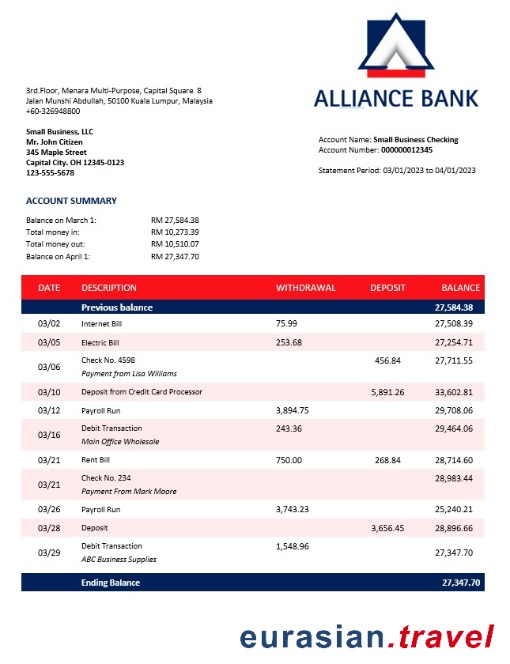 3rd.Floor, Menara Multi-Purpose, Capital Square 8
Jalan Munshi Abdullah, 50100 Kuala Lumpur, Malaysia
+60-326948800
ALLIANCE BANK
Small Business, LLC
Mr. John Citizen
345 Maple Street
Capital City. OH 12345-0123
123-555-5678
Account Name: Small Business Checking
Account Number: 000000012345
Statement Period: 03/01/2023 to 04/01/2023
ACCOUNT SUMMARY
Balance on March 1: RM 27,584.38
Total money in: RM 10,273.39
Total money out: RM 10,510.07
Balance on April 1: RM 27,347.70
DATE DESCRIPTION WITHDRAWAL DEPOSIT BALANCE
Previous balance 27,584.38
03/02 Internet Bill 75.99 27,508.39
03/05 Electric Bill 253.68 27,254.71
03/06 Check No. 4598 456.84 27,711.55
Payment from Lisa Williams
03/10 Deposit from Credit Card Processor 5,891.26 33,602.81
03/12 Payroll Run 3,894.75 29,708.06
03/16 Debit Transaction 243.36 29,464.06
Main Office Wholesale
03/21 Rent Bill 750.00 268.84 28,714.60
03/21 Check No. 234 28,983.44
Payment From Mark Moore
03/26 Payroll Run 3,743.23 25,240.21
03/28 Deposit 3,656.45 28,896.66
03/29 Debit Transaction 1,548.96 27,347.70
ABC Business Supplies
Ending Balance 27,347.70
eurasian.travel